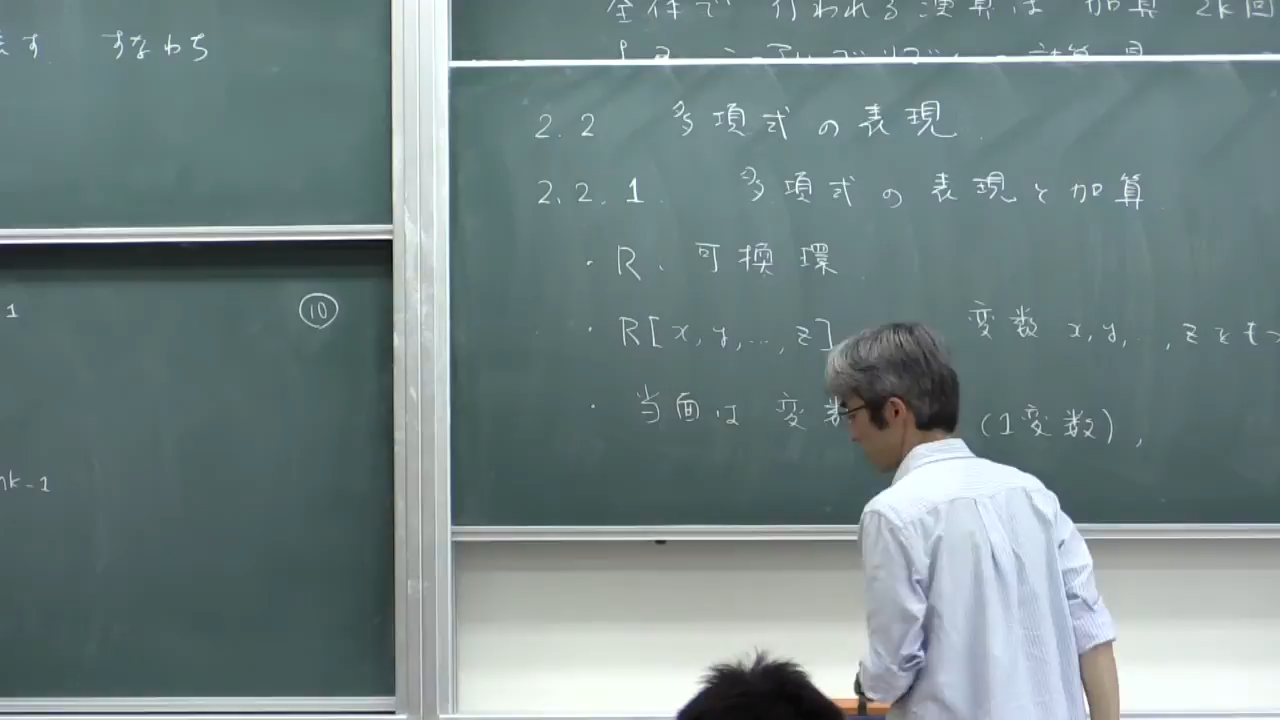 ます. すなわち
1 ⑩
nk-1
全体で 行われる演算は 加算 2k回
2.2 多項式の表現.
2.2.1. 多項式の表現と加算
・R、可換環
・R[x,y,...,z] 変数 x,y,..,zをも
・当面は 変数 (1変数),